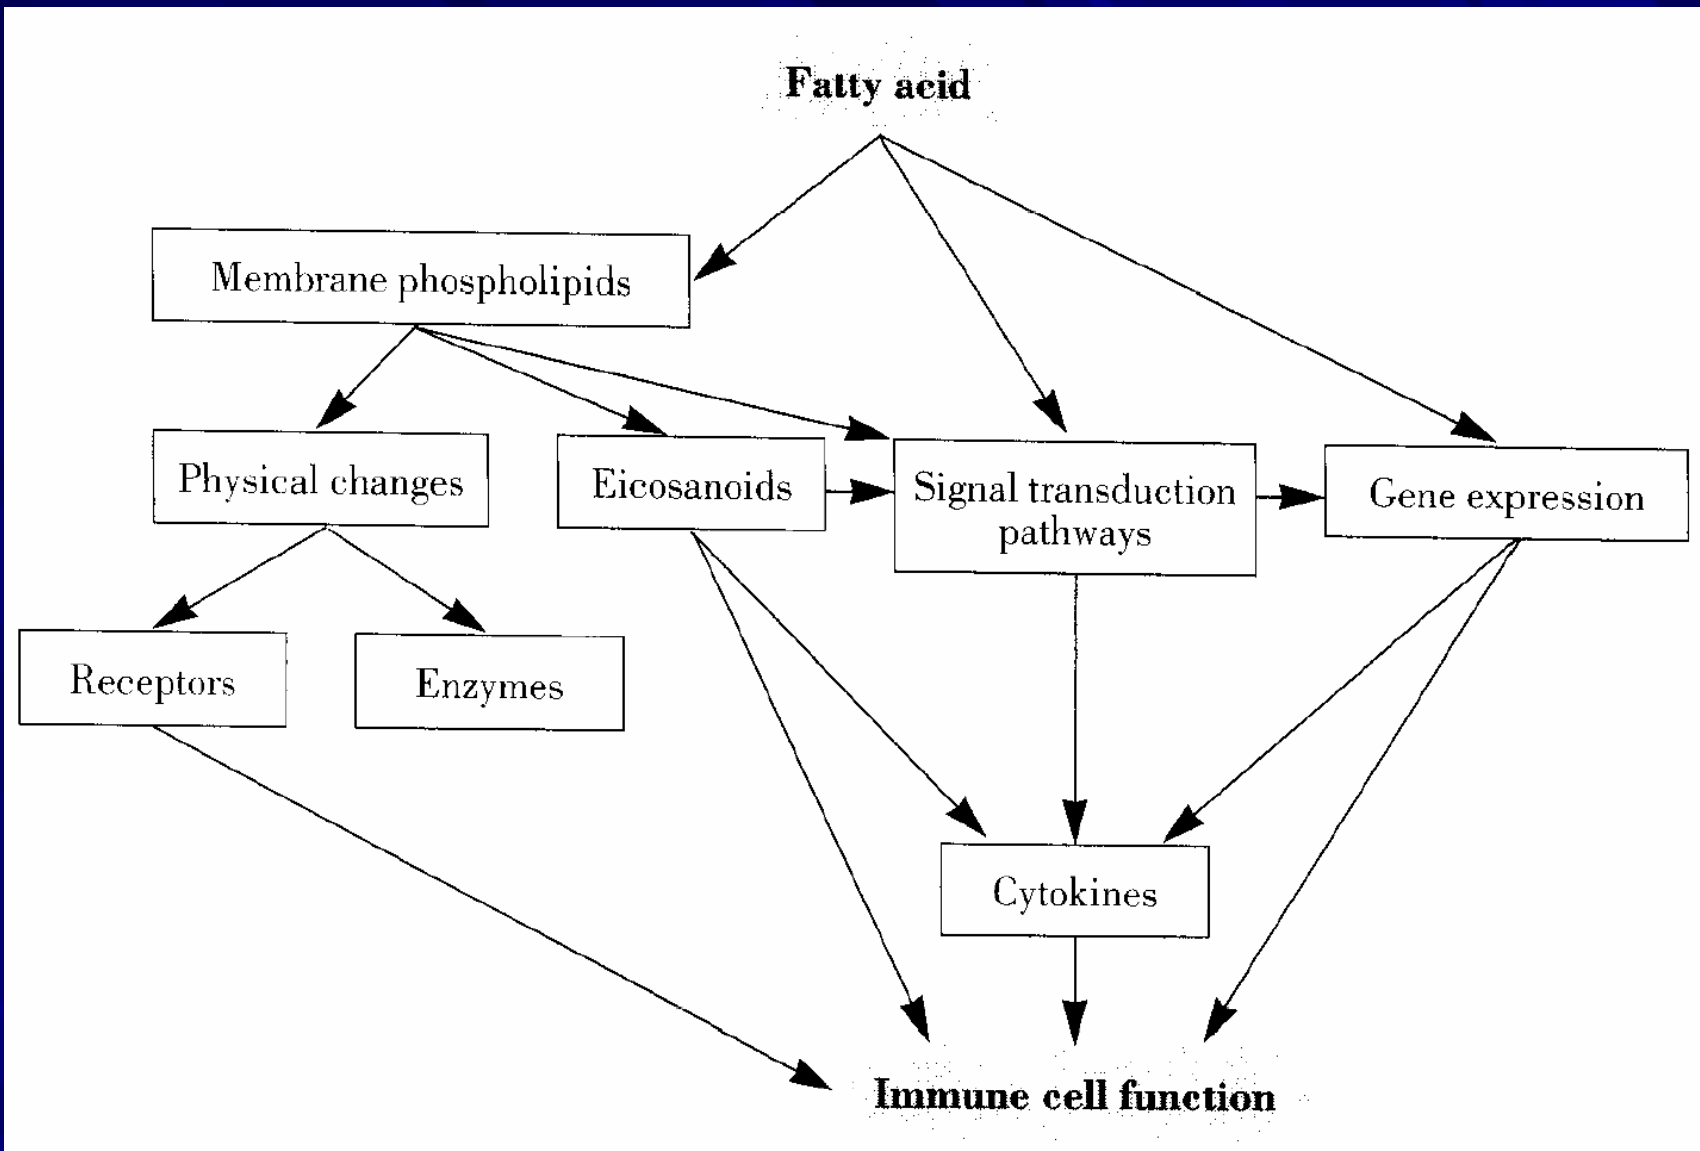 Fatty acid
Membrane phospholipids
Physical changes
Eicosanoids
Signal transduction
pathways
Gene expression
Receptors
Enzymes
Cytokines
Immune cell function